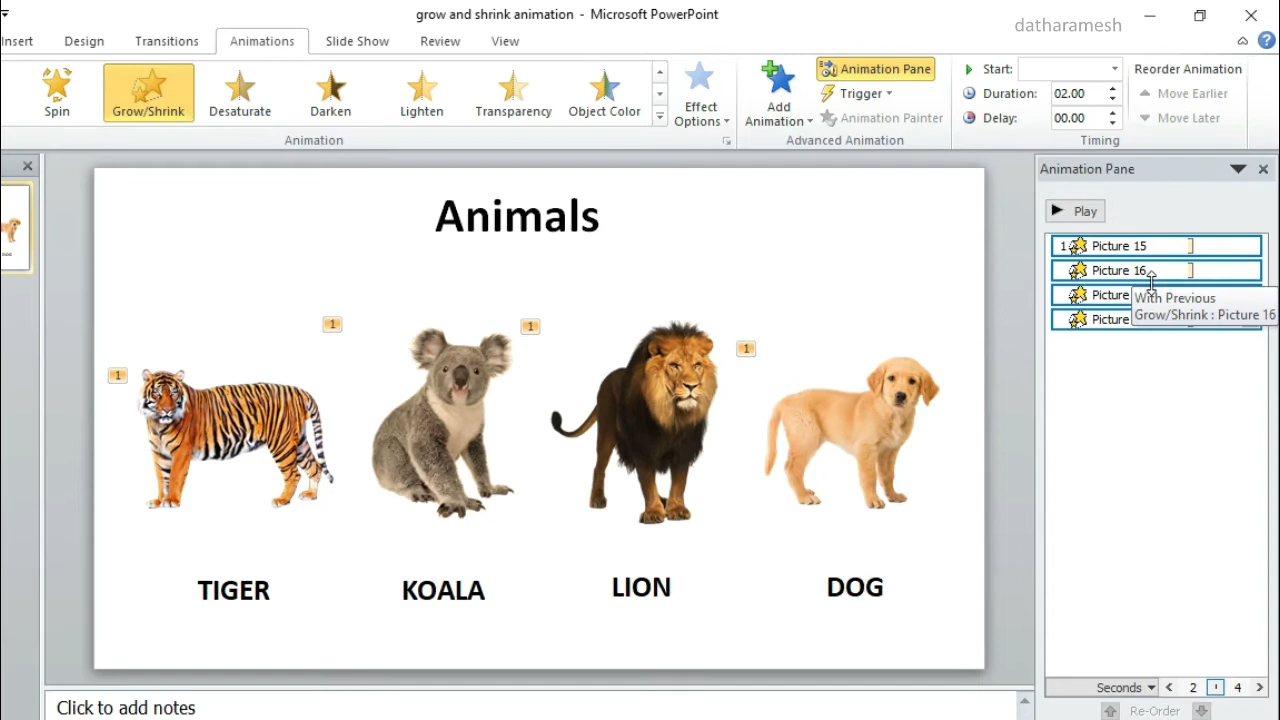 grow and shrink animation - Microsoft PowerPoint
datharamesh
Insert Design Transitions Animations Slide Show Review View
Spin Grow/Shrink Desaturate Darken Lighten Transparency Object Color
Effect Options
Add Animation
Animation Pane
Trigger
Animation Painter
Start:
Duration: 02.00
Delay: 00.00
Reorder Animation
Move Earlier
Move Later
Animation
Advanced Animation
Timing
Animals
1
1
1
1
TIGER
KOALA
LION
DOG
Click to add notes
Animation Pane
Play
1 Picture 15
Picture 16
Picture
Picture
With Previous
Grow/Shrink : Picture 16
Seconds 2 4
Re-Order